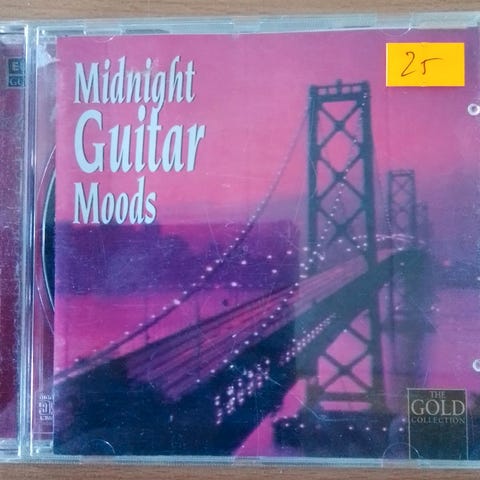 Midnight
Guitar
Moods
25
THE
GOLD
COLLECTION